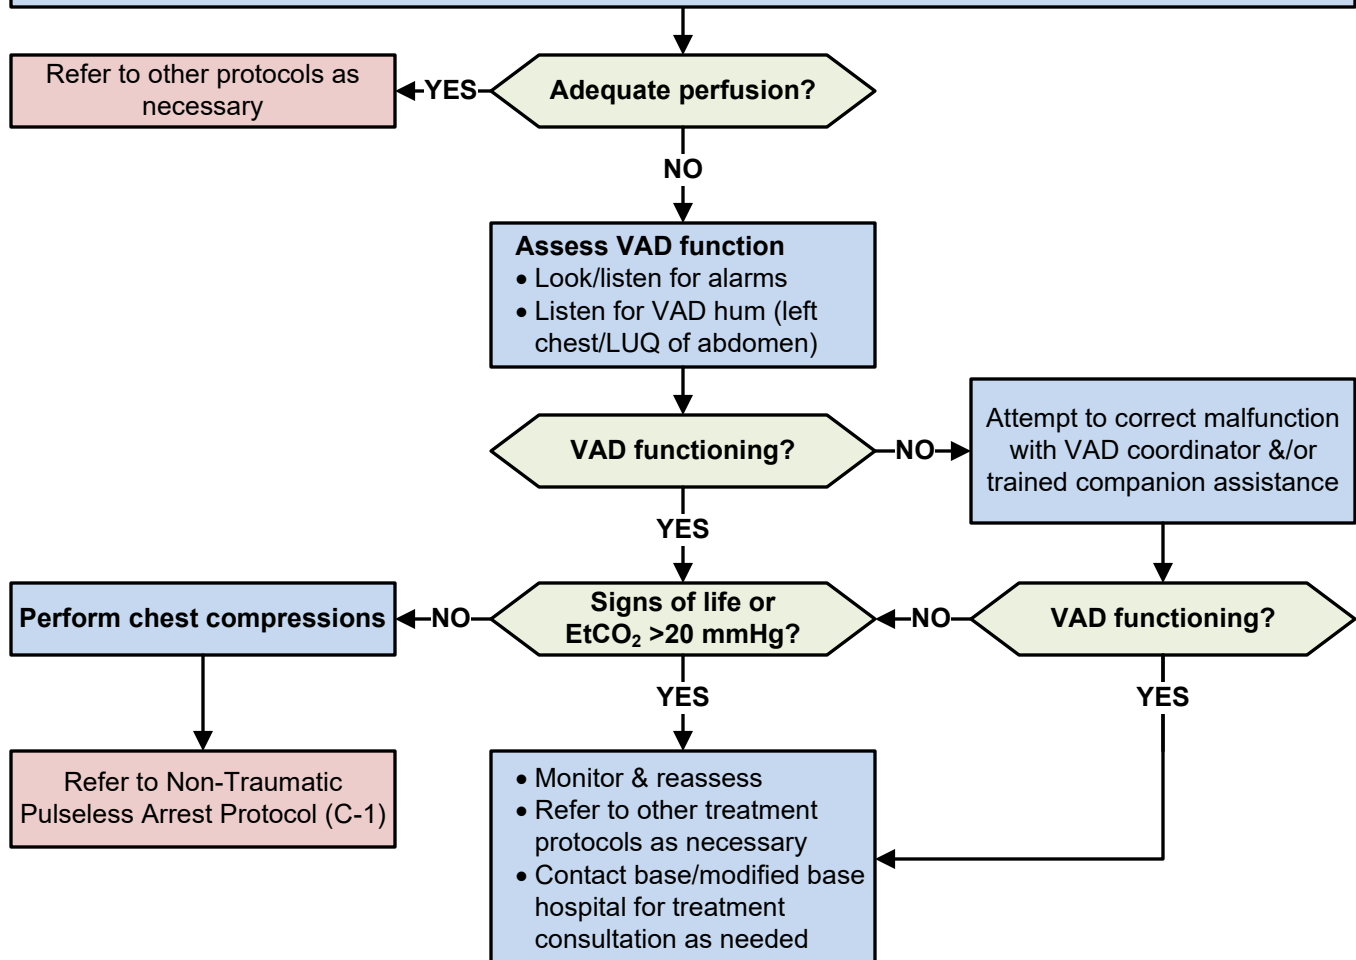 Refer to other protocols as
necessary
YES
Adequate perfusion?
NO
Assess VAD function
• Look/listen for alarms
• Listen for VAD hum (left
chest/LUQ of abdomen)
VAD functioning?
NO
Attempt to correct malfunction
with VAD coordinator &/or
trained companion assistance
YES
Perform chest compressions
NO
Signs of life or
EtCO₂ >20 mmHg?
NO
VAD functioning?
YES
YES
Refer to Non-Traumatic
Pulseless Arrest Protocol (C-1)
• Monitor & reassess
• Refer to other treatment
protocols as necessary
• Contact base/modified base
hospital for treatment
consultation as needed